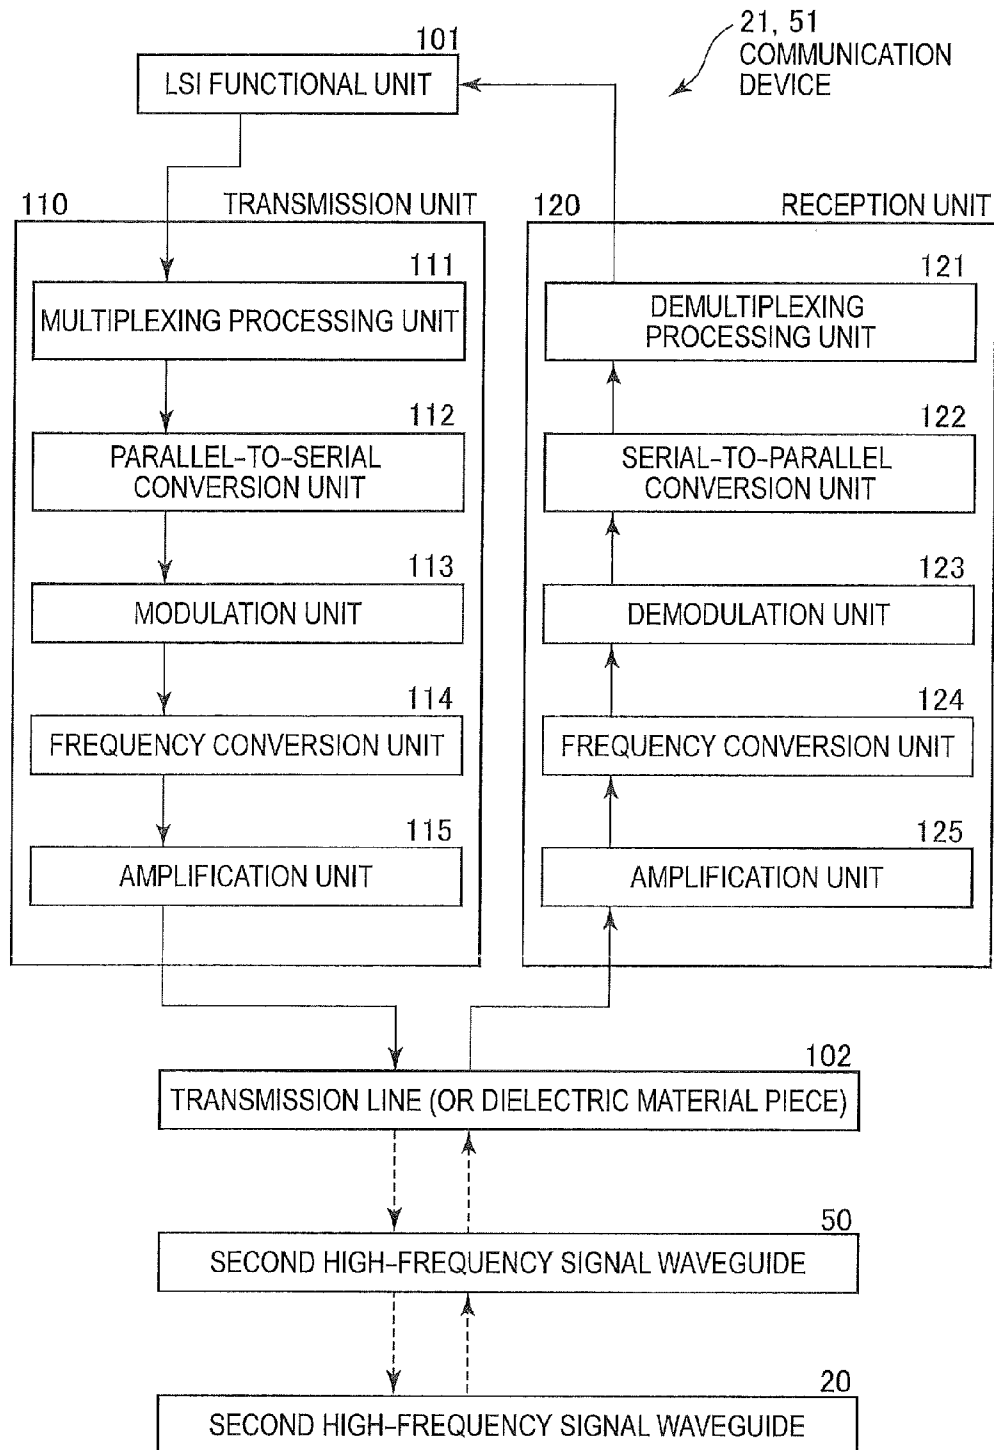 21, 51
COMMUNICATION
DEVICE
101
LSI FUNCTIONAL UNIT
110
TRANSMISSION UNIT
111
MULTIPLEXING PROCESSING UNIT
112
PARALLEL-TO-SERIAL
CONVERSION UNIT
113
MODULATION UNIT
114
FREQUENCY CONVERSION UNIT
115
AMPLIFICATION UNIT
120
RECEPTION UNIT
121
DEMULTIPLEXING
PROCESSING UNIT
122
SERIAL-TO-PARALLEL
CONVERSION UNIT
123
DEMODULATION UNIT
124
FREQUENCY CONVERSION UNIT
125
AMPLIFICATION UNIT
102
TRANSMISSION LINE (OR DIELECTRIC MATERIAL PIECE)
50
SECOND HIGH-FREQUENCY SIGNAL WAVEGUIDE
20
SECOND HIGH-FREQUENCY SIGNAL WAVEGUIDE